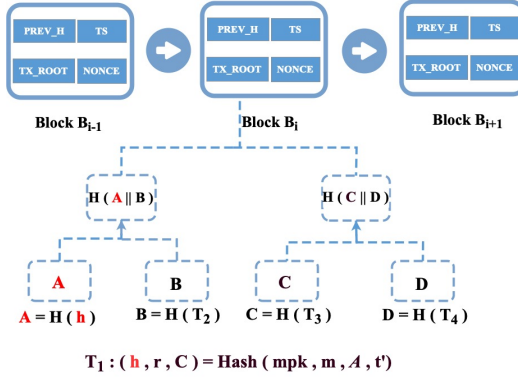 PREV_H TS PREV_H TS PREV_H TS
TX_ROOT NONCE TX_ROOT NONCE TX_ROOT NONCE
Block Bi-1 Block Bi Block Bi+1
H ( A || B ) H ( C || D )
A B C D
A = H ( h ) B = H ( T2 ) C = H ( T3 ) D = H ( T4 )
T1 : ( h , r , C ) = Hash ( mpk , m , A , t' )